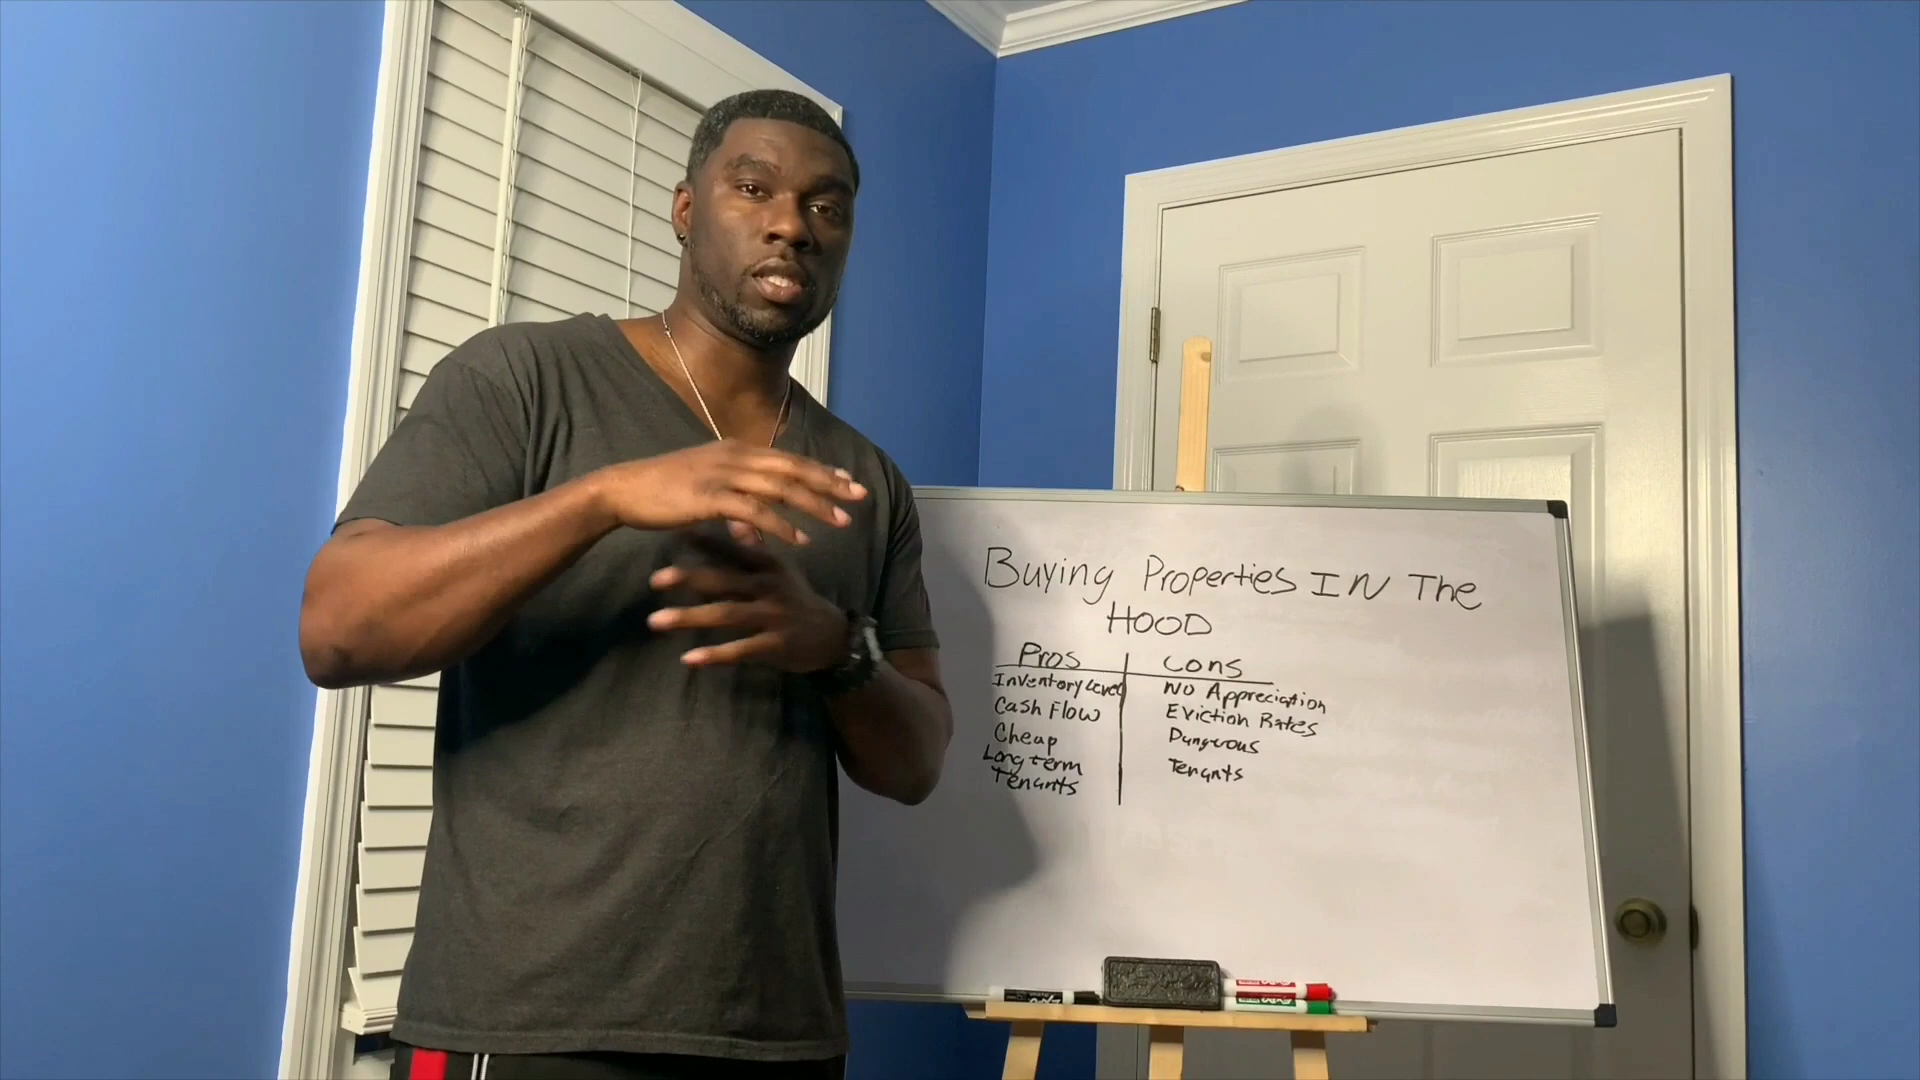 Buying Properties IN The
HOOD
Pros
Inventory Level
Cash Flow
Cheap
Long term
Tenants
Cons
No Appreciation
Eviction Rates
Dangerous
Tenants
EXPO